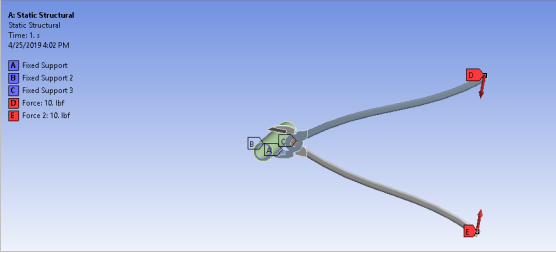 A: Static Structural
Static Structural
Time: 1. s
4/25/2019 4:02 PM
A Fixed Support
B Fixed Support 2
C Fixed Support 3
D Force: 10. lbf
E Force 2: 10. lbf
D
B
A
C
E